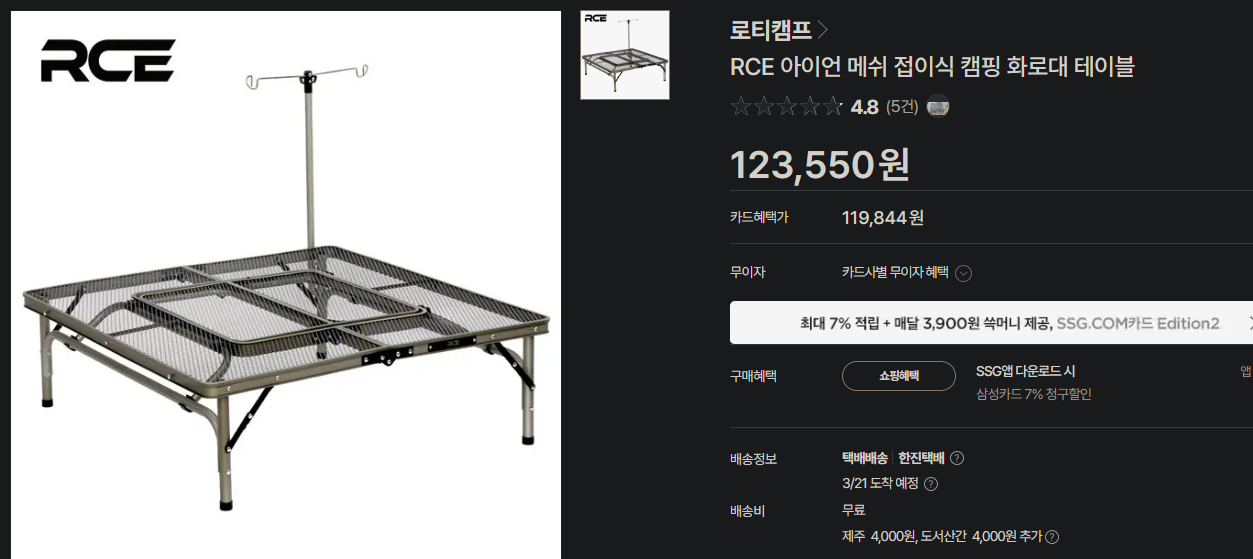 RCE
RCE
로티캠프
RCE 아이언 메쉬 접이식 캠핑 화로대 테이블
4.8 (5건)
123,550원
카드혜택가 119,844원
무이자 카드사별 무이자 혜택
최대 7% 적립 + 매달 3,900원 쓱머니 제공, SSG.COM카드 Edition2
구매혜택 쇼핑혜택 SSG앱 다운로드 시 앱
삼성카드 7% 청구할인
배송정보 택배배송 한진택배 ?
3/21 도착 예정 ?
배송비 무료
제주 4,000원, 도서산간 4,000원 추가 ?